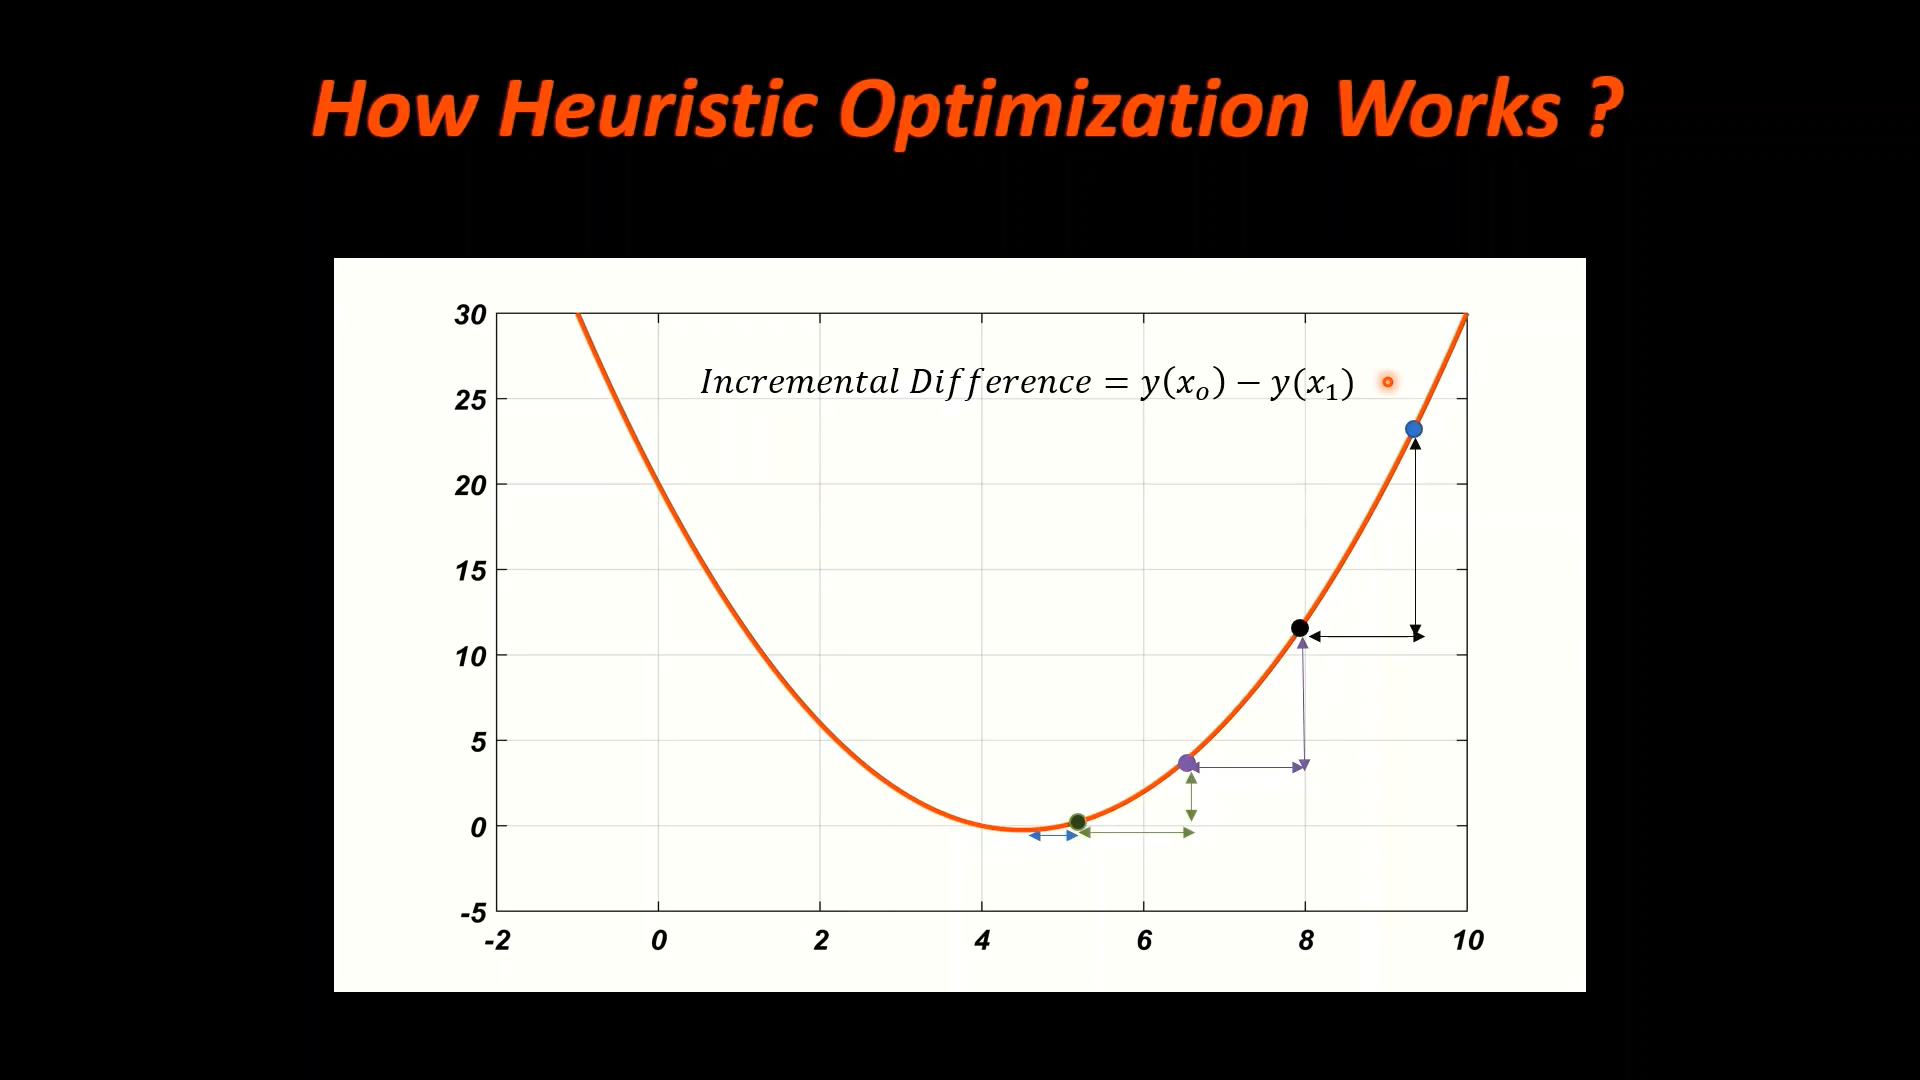 How Heuristic Optimization Works ?
30
Incremental Difference = y(xₒ) − y(x₁)
25
20
15
10
5
0
-5
-2 0 2 4 6 8 10